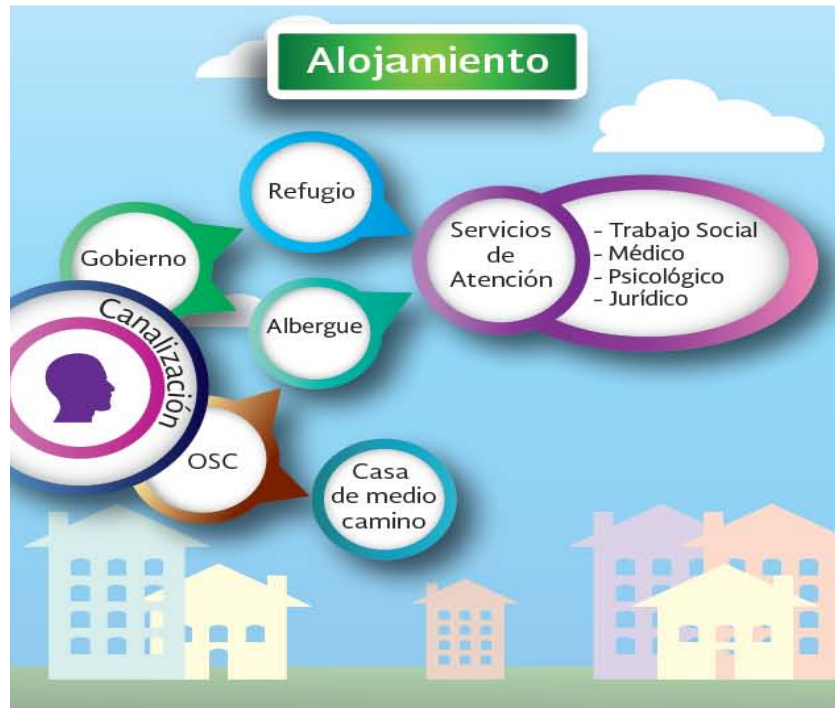 Alojamiento
Refugio
Gobierno
Servicios
de
Atención
- Trabajo Social
- Médico
- Psicológico
- Jurídico
Albergue
Canalización
OSC
Casa
de medio
camino